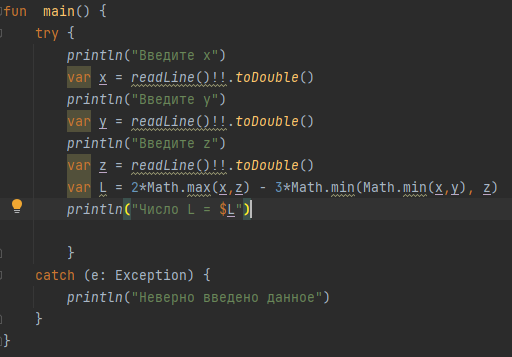 fun  main() {
    try {
        println("Введите x")
        var x = readLine()!!.toDouble()
        println("Введите y")
        var y = readLine()!!.toDouble()
        println("Введите z")
        var z = readLine()!!.toDouble()
        var L = 2*Math.max(x,z) - 3*Math.min(Math.min(x,y), z)
        println("Число L = $L")
        }
    catch (e: Exception) {
        println("Неверно введено данное")
    }
}